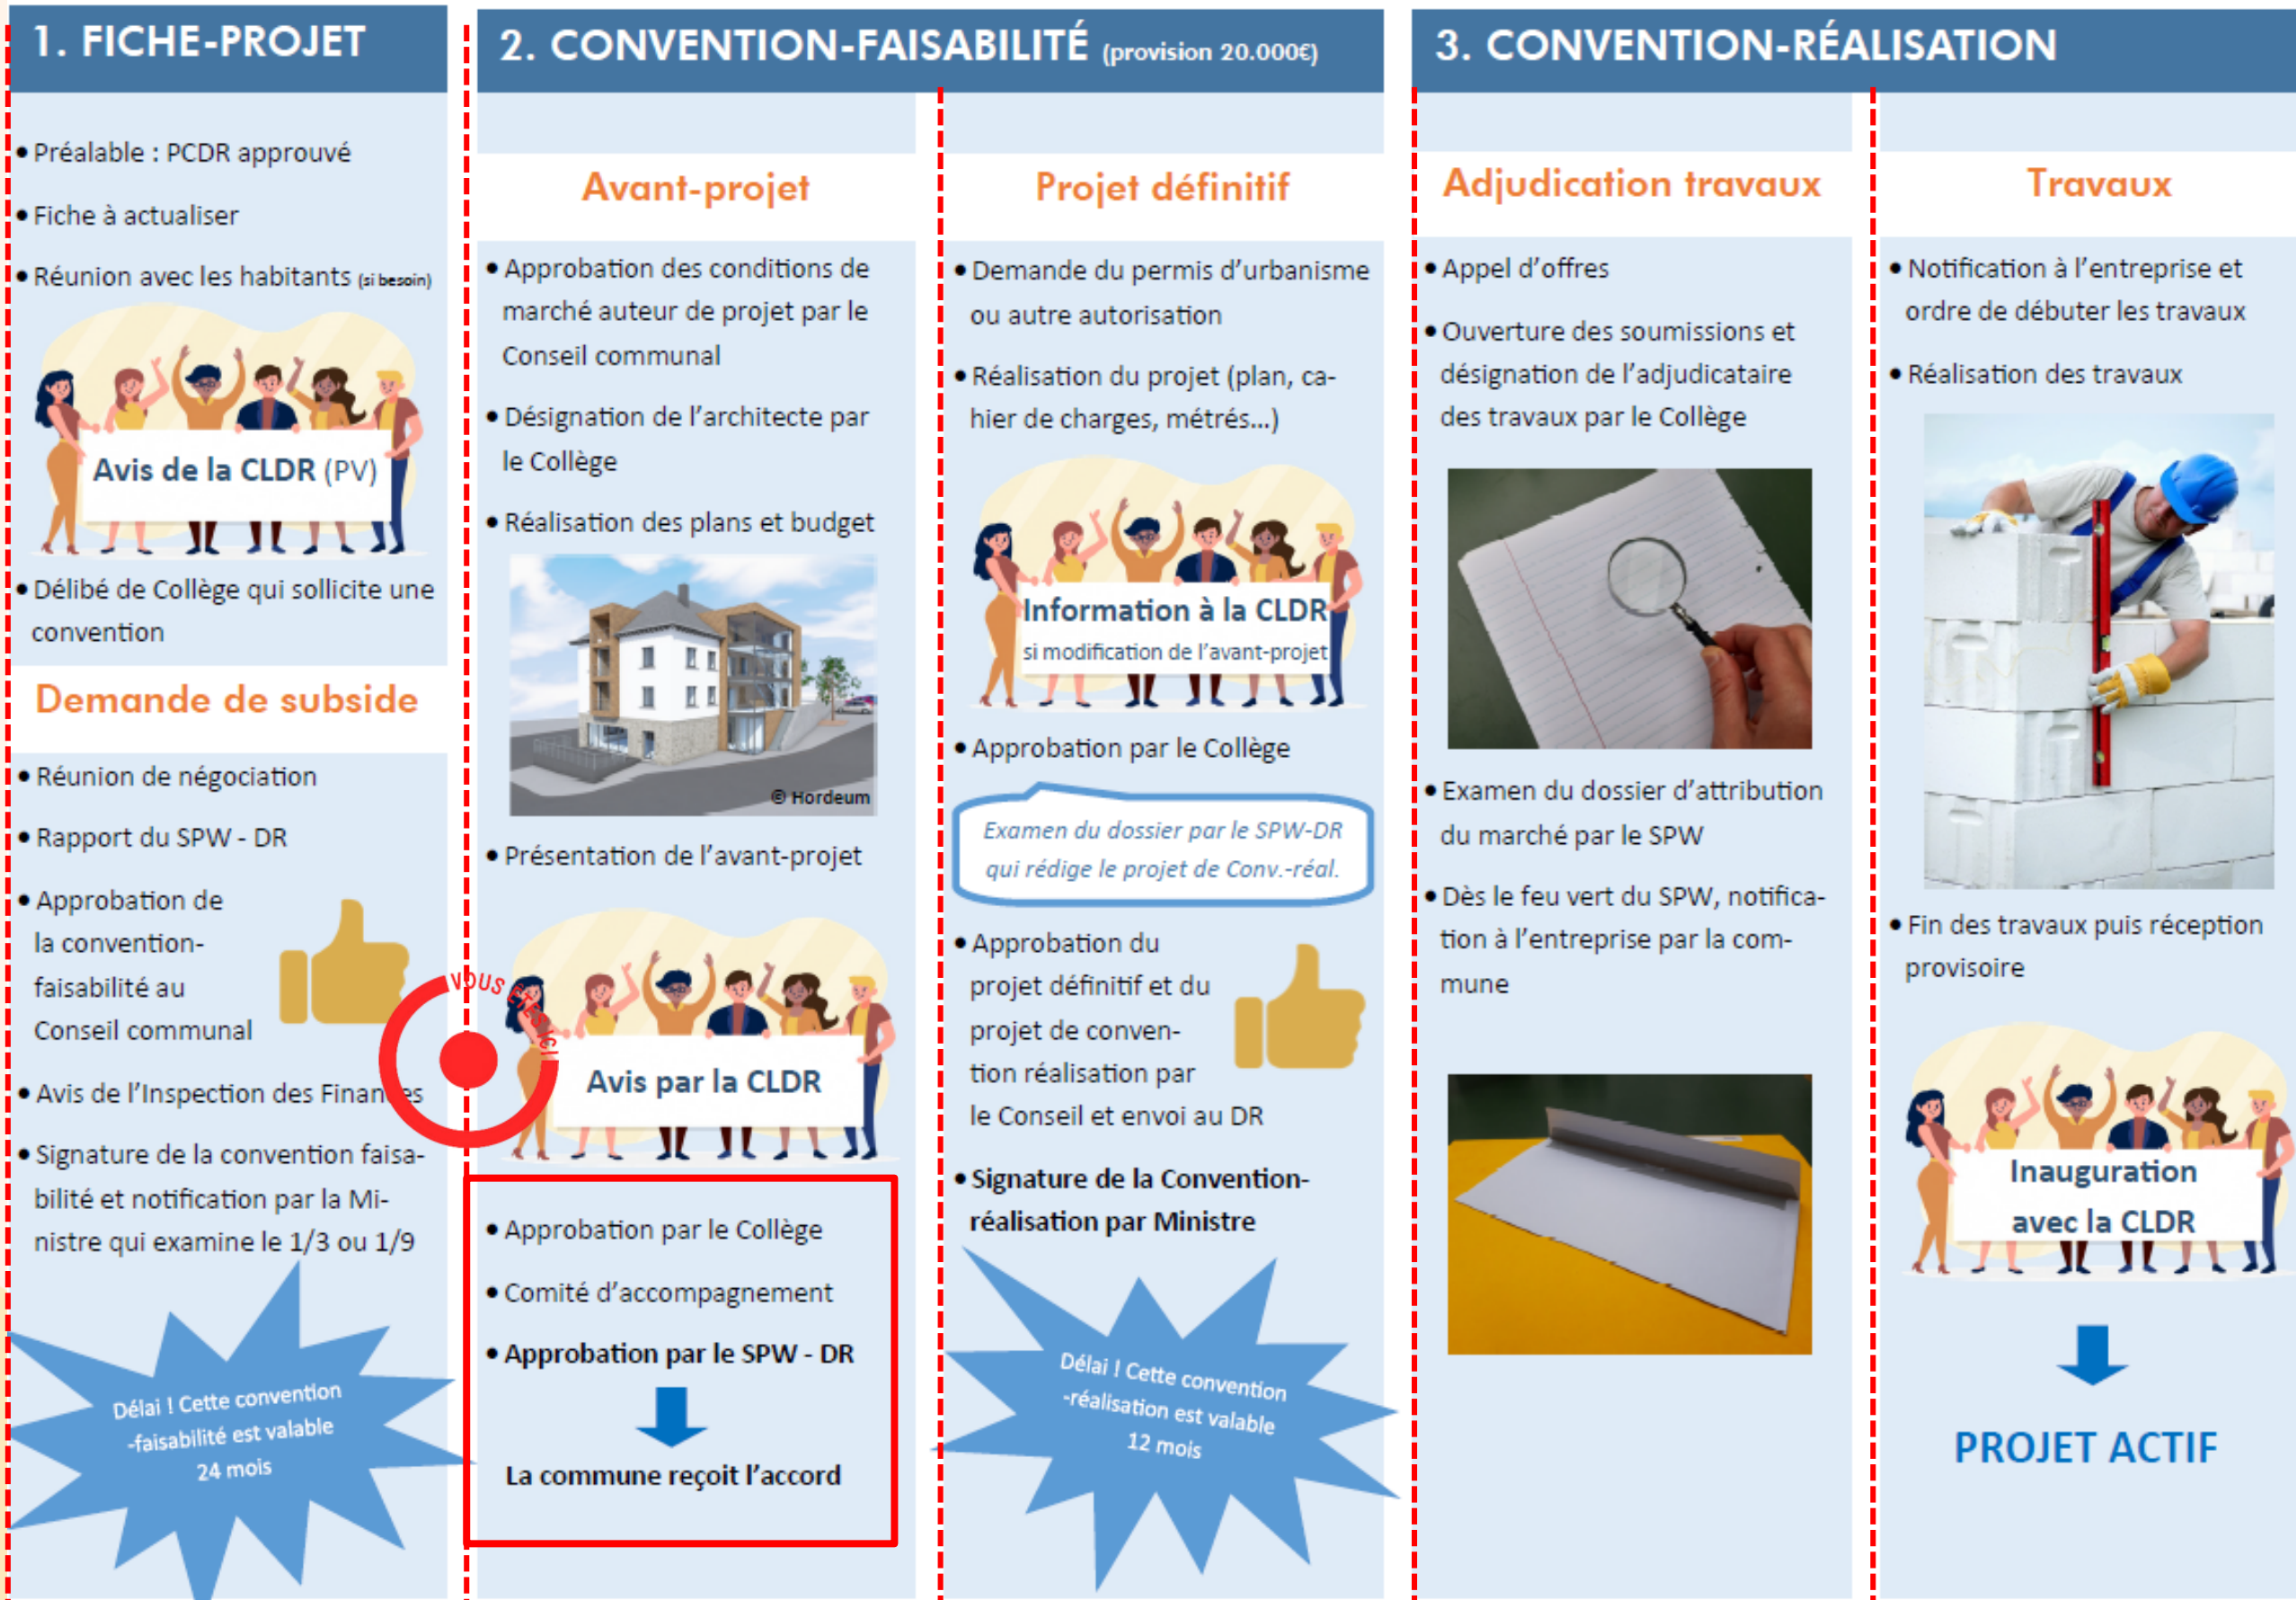 1. FICHE-PROJET
• Préalable : PCDR approuvé
• Fiche à actualiser
• Réunion avec les habitants (si besoin)
Avis de la CLDR (PV)
• Délibé de Collège qui sollicite une
convention
Demande de subside
• Réunion de négociation
• Rapport du SPW - DR
• Approbation de
la convention-
faisabilité au
Conseil communal
• Avis de l'Inspection des Finances
• Signature de la convention faisa-
bilité et notification par la Mi-
nistre qui examine le 1/3 ou 1/9
Délai ! Cette convention
-faisabilité est valable
24 mois
VOUS ÊTES ICI
2. CONVENTION-FAISABILITÉ (provision 20.000€)
Avant-projet
• Approbation des conditions de
marché auteur de projet par le
Conseil communal
• Désignation de l'architecte par
le Collège
• Réalisation des plans et budget
© Hordeum
• Présentation de l'avant-projet
Avis par la CLDR
• Approbation par le Collège
• Comité d'accompagnement
• Approbation par le SPW - DR
La commune reçoit l'accord
Projet définitif
• Demande du permis d'urbanisme
ou autre autorisation
• Réalisation du projet (plan, ca-
hier de charges, métrés...)
Information à la CLDR
si modification de l'avant-projet
• Approbation par le Collège
Examen du dossier par le SPW-DR
qui rédige le projet de Conv.-réal.
• Approbation du
projet définitif et du
projet de conven-
tion réalisation par
le Conseil et envoi au DR
• Signature de la Convention-
réalisation par Ministre
Délai ! Cette convention
-réalisation est valable
12 mois
3. CONVENTION-RÉALISATION
Adjudication travaux
• Appel d'offres
• Ouverture des soumissions et
désignation de l'adjudicataire
des travaux par le Collège
• Examen du dossier d'attribution
du marché par le SPW
• Dès le feu vert du SPW, notifica-
tion à l'entreprise par la com-
mune
Travaux
• Notification à l'entreprise et
ordre de débuter les travaux
• Réalisation des travaux
• Fin des travaux puis réception
provisoire
Inauguration
avec la CLDR
PROJET ACTIF